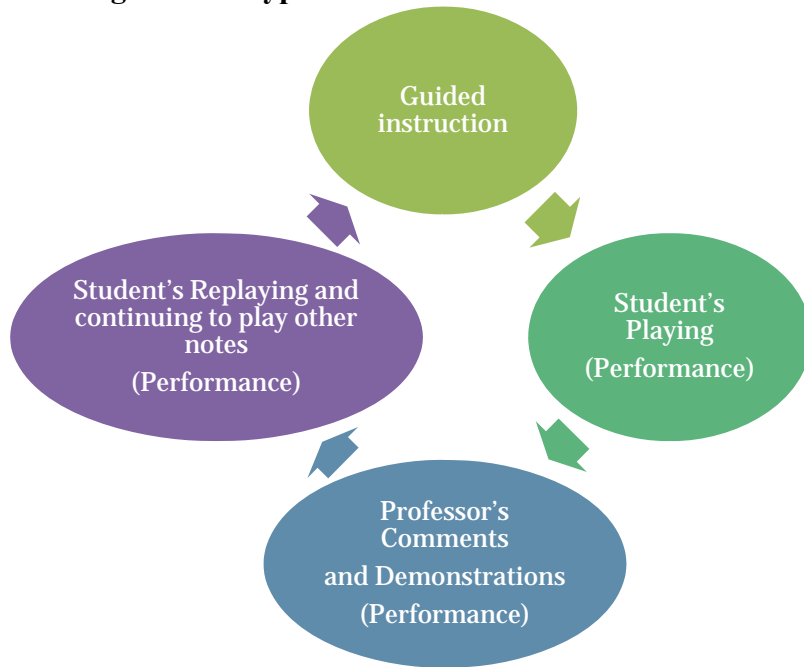 Guided
instruction
Student's Replaying and
continuing to play other
notes
(Performance)
Student's
Playing
(Performance)
Professor's
Comments
and Demonstrations
(Performance)